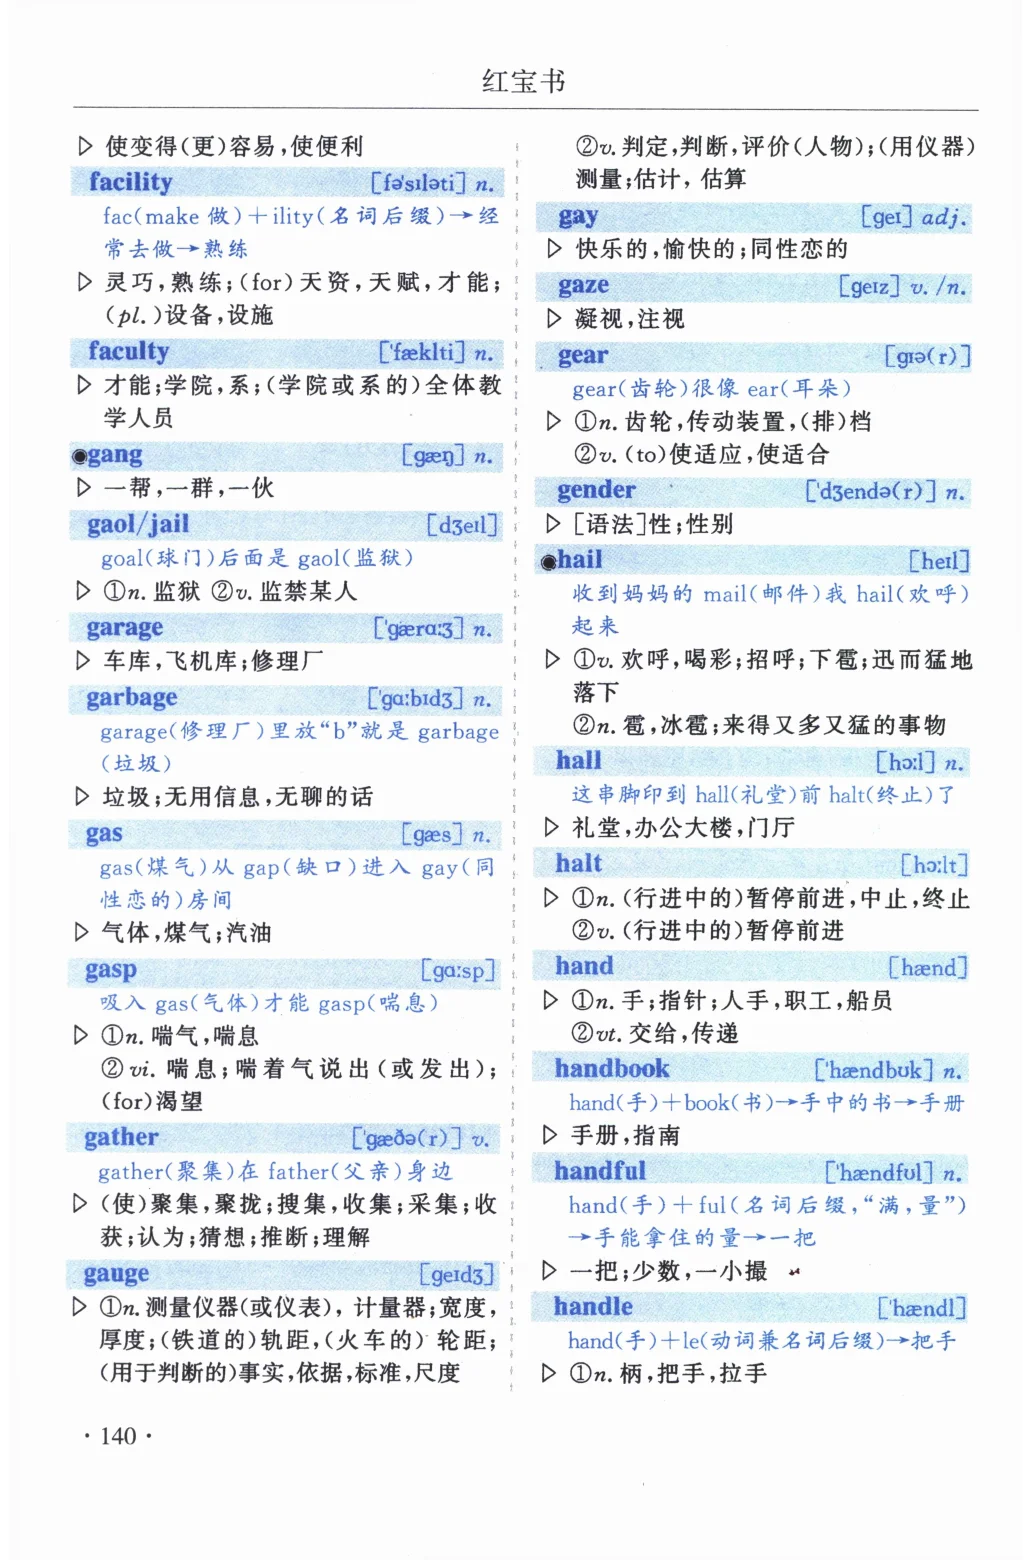 红宝书
▷ 使变得(更)容易,使便利
facility [fə'sɪləti] n.
fac(make 做)+ility(名词后缀)→经
常去做→熟练
▷ 灵巧,熟练;(for)天资,天赋,才能;
(pl.)设备,设施
faculty ['fæklti] n.
▷ 才能;学院,系;(学院或系的)全体教
学人员
●gang [gæŋ] n.
▷ 一帮,一群,一伙
gaol/jail [dʒeɪl]
goal(球门)后面是 gaol(监狱)
▷ ①n. 监狱 ②v. 监禁某人
garage ['gærɑːʒ] n.
▷ 车库,飞机库;修理厂
garbage ['gɑːbɪdʒ] n.
garage(修理厂)里放“b”就是 garbage
(垃圾)
▷ 垃圾;无用信息,无聊的话
gas [gæs] n.
gas(煤气)从 gap(缺口)进入 gay(同
性恋的)房间
▷ 气体,煤气;汽油
gasp [gɑːsp]
吸入 gas(气体)才能 gasp(喘息)
▷ ①n. 喘气,喘息
②vi. 喘息;喘着气说出(或发出);
(for)渴望
gather ['gæðə(r)] v.
gather(聚集)在 father(父亲)身边
▷ (使)聚集,聚拢;搜集,收集;采集;收
获;认为;猜想;推断;理解
gauge [geɪdʒ]
▷ ①n. 测量仪器(或仪表),计量器;宽度,
厚度;(铁道的)轨距,(火车的)轮距;
(用于判断的)事实,依据,标准,尺度
②v. 判定,判断,评价(人物);(用仪器)
测量;估计,估算
gay [geɪ] adj.
▷ 快乐的,愉快的;同性恋的
gaze [geɪz] v. /n.
▷ 凝视,注视
gear [gɪə(r)]
gear(齿轮)很像 ear(耳朵)
▷ ①n. 齿轮,传动装置,(排)档
②v. (to)使适应,使适合
gender ['dʒendə(r)] n.
▷ [语法]性;性别
●hail [heɪl]
收到妈妈的 mail(邮件)我 hail(欢呼)
起来
▷ ①v. 欢呼,喝彩;招呼;下雹;迅而猛地
落下
②n. 雹,冰雹;来得又多又猛的事物
hall [hɔːl] n.
这串脚印到 hall(礼堂)前 halt(终止)了
▷ 礼堂,办公大楼,门厅
halt [hɔːlt]
▷ ①n. (行进中的)暂停前进,中止,终止
②v. (行进中的)暂停前进
hand [hænd]
▷ ①n. 手;指针;人手,职工,船员
②vt. 交给,传递
handbook ['hændbʊk] n.
hand(手)+book(书)→手中的书→手册
▷ 手册,指南
handful ['hændfʊl] n.
hand(手)+ful(名词后缀,“满,量”)
→手能拿住的量→一把
▷ 一把;少数,一小撮
handle ['hændl]
hand(手)+le(动词兼名词后缀)→把手
▷ ①n. 柄,把手,拉手
·140·